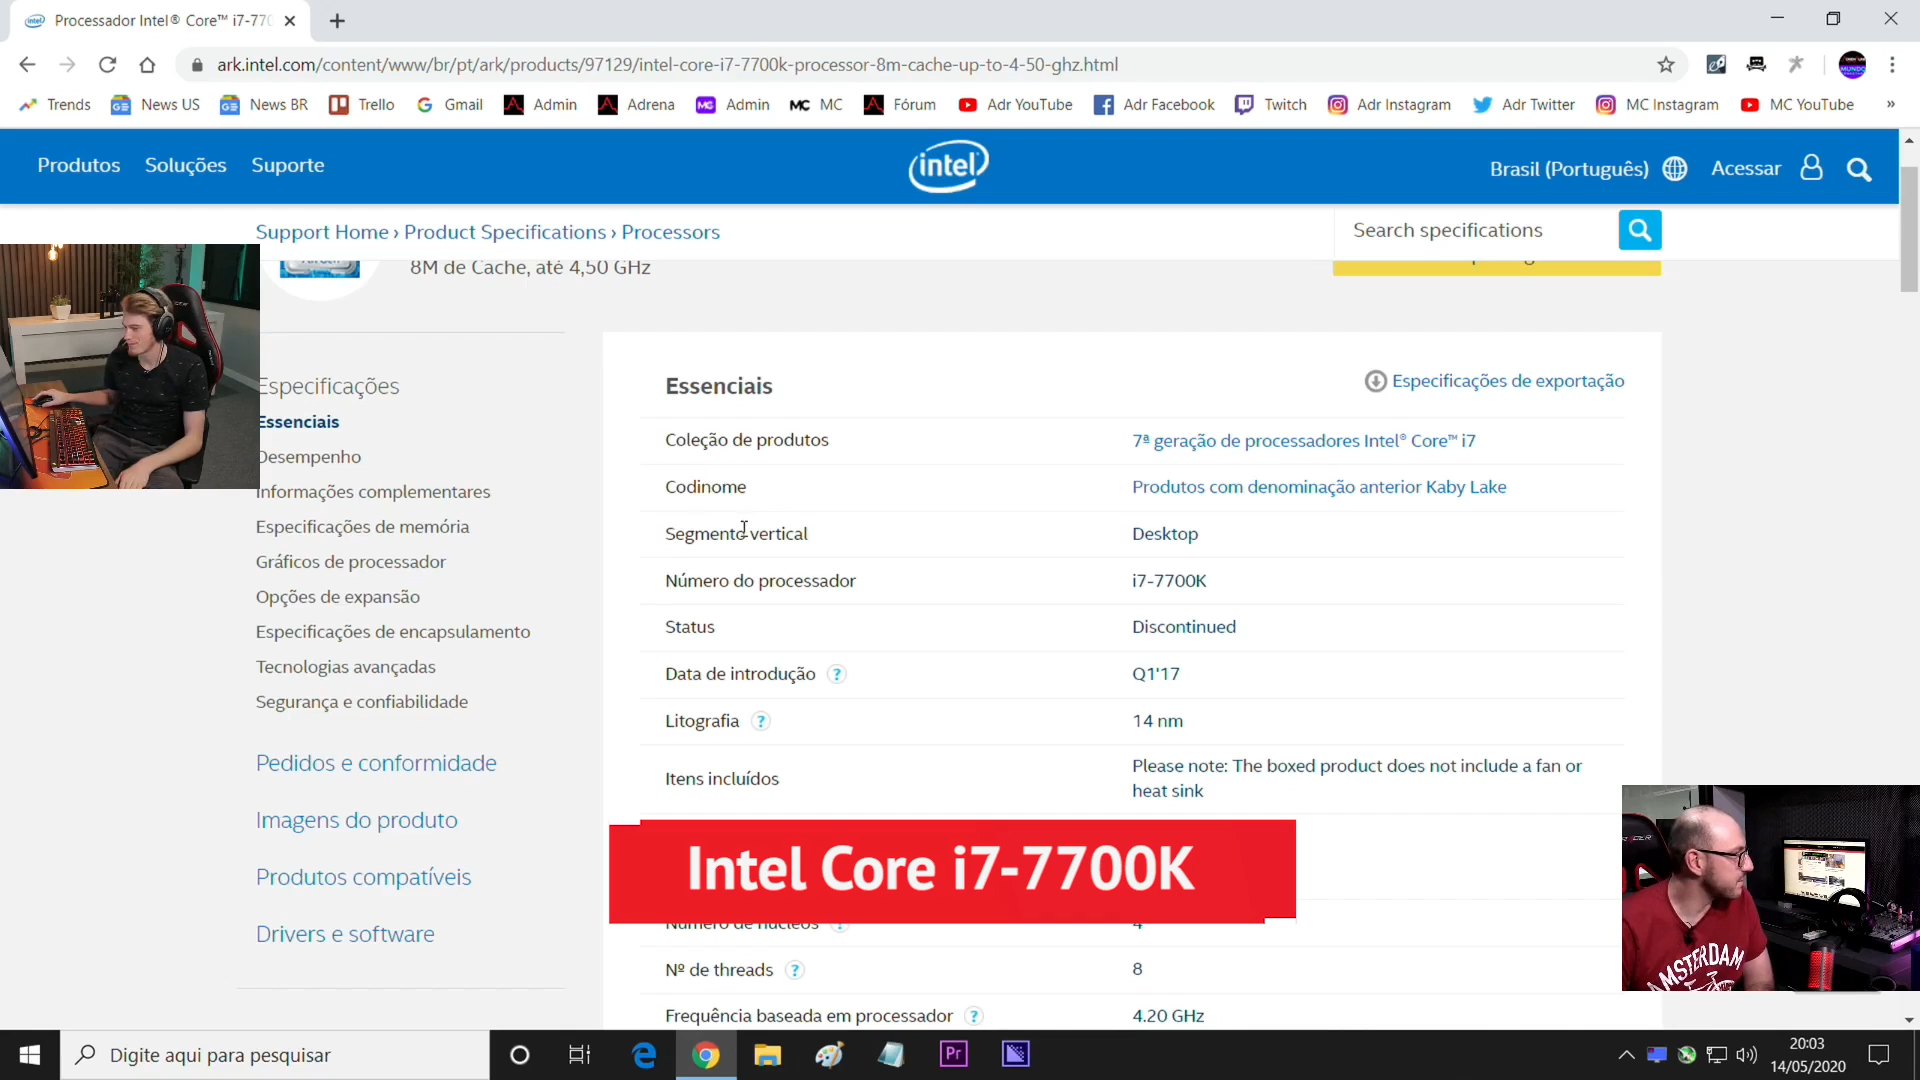 Processador Intel® Core™ i7-770
ark.intel.com/content/www/br/pt/ark/products/97129/intel-core-i7-7700k-processor-8m-cache-up-to-4-50-ghz.html
Trends News US News BR Trello Gmail Admin Adrena Admin MC Fórum Adr YouTube Adr Facebook Twitch Adr Instagram Adr Twitter MC Instagram MC YouTube »
Produtos Soluções Suporte intel Brasil (Português) Acessar
Support Home › Product Specifications › Processors Search specifications
8M de Cache, até 4,50 GHz
Especificações
Essenciais
Desempenho
Informações complementares
Especificações de memória
Gráficos de processador
Opções de expansão
Especificações de encapsulamento
Tecnologias avançadas
Segurança e confiabilidade
Pedidos e conformidade
Imagens do produto
Produtos compatíveis
Drivers e software
Essenciais Especificações de exportação
Coleção de produtos 7ª geração de processadores Intel® Core™ i7
Codinome Produtos com denominação anterior Kaby Lake
Segmento vertical Desktop
Número do processador i7-7700K
Status Discontinued
Data de introdução ? Q1'17
Litografia ? 14 nm
Itens incluídos Please note: The boxed product does not include a fan or
heat sink
Intel Core i7-7700K
Número de núcleos 4
Nº de threads ? 8
Frequência baseada em processador ? 4.20 GHz
AMSTERDAM
Digite aqui para pesquisar
Pr
20:03
14/05/2020